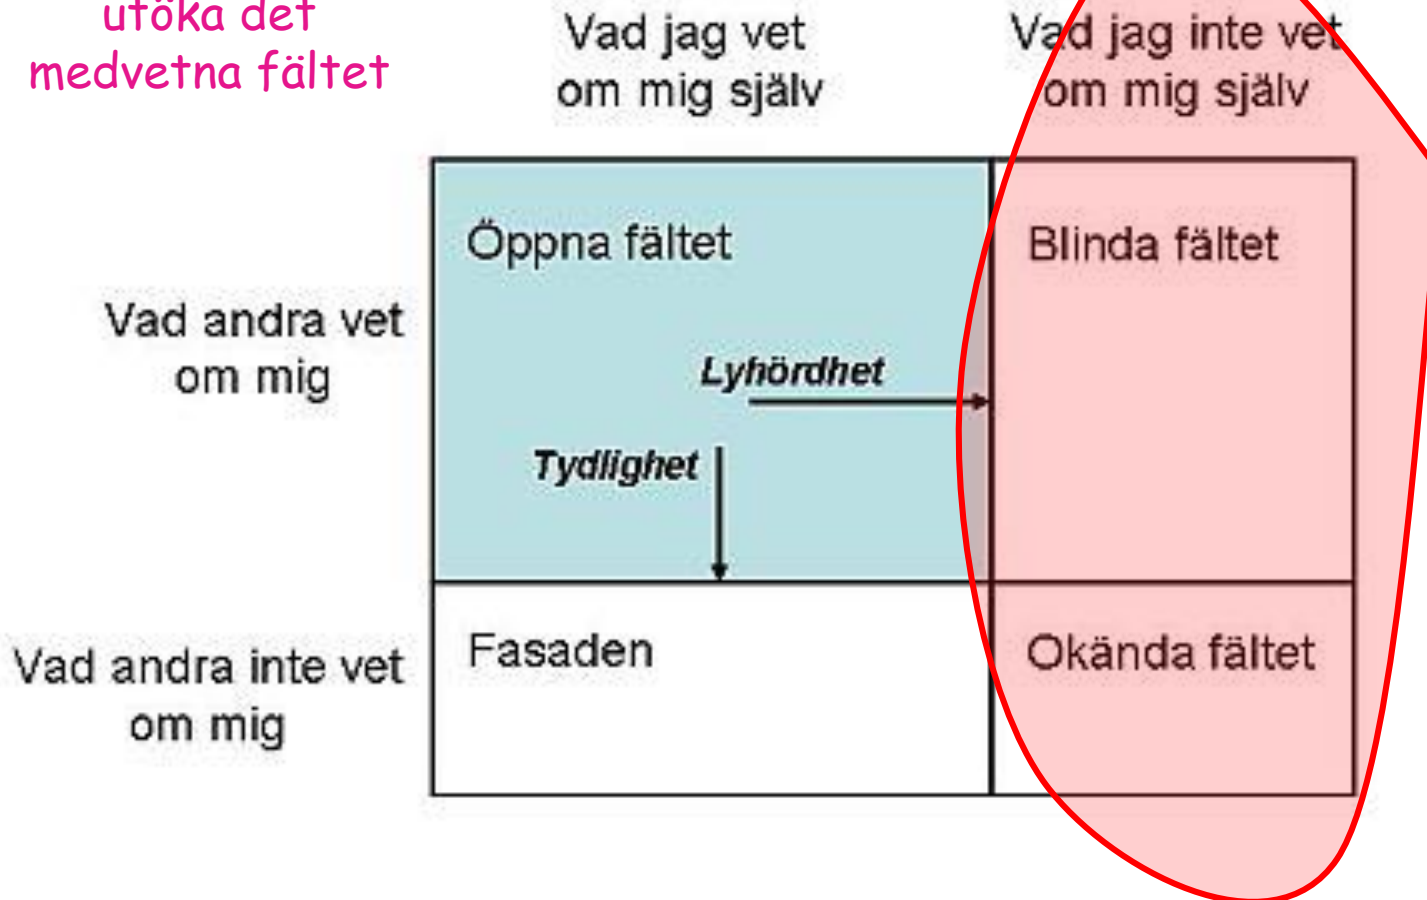 utöka det
medvetna fältet
Vad jag vet
om mig själv
Vad jag inte vet
om mig själv
Vad andra vet
om mig
Öppna fältet
Blinda fältet
Lyhördhet
Tydlighet
Vad andra inte vet
om mig
Fasaden
Okända fältet